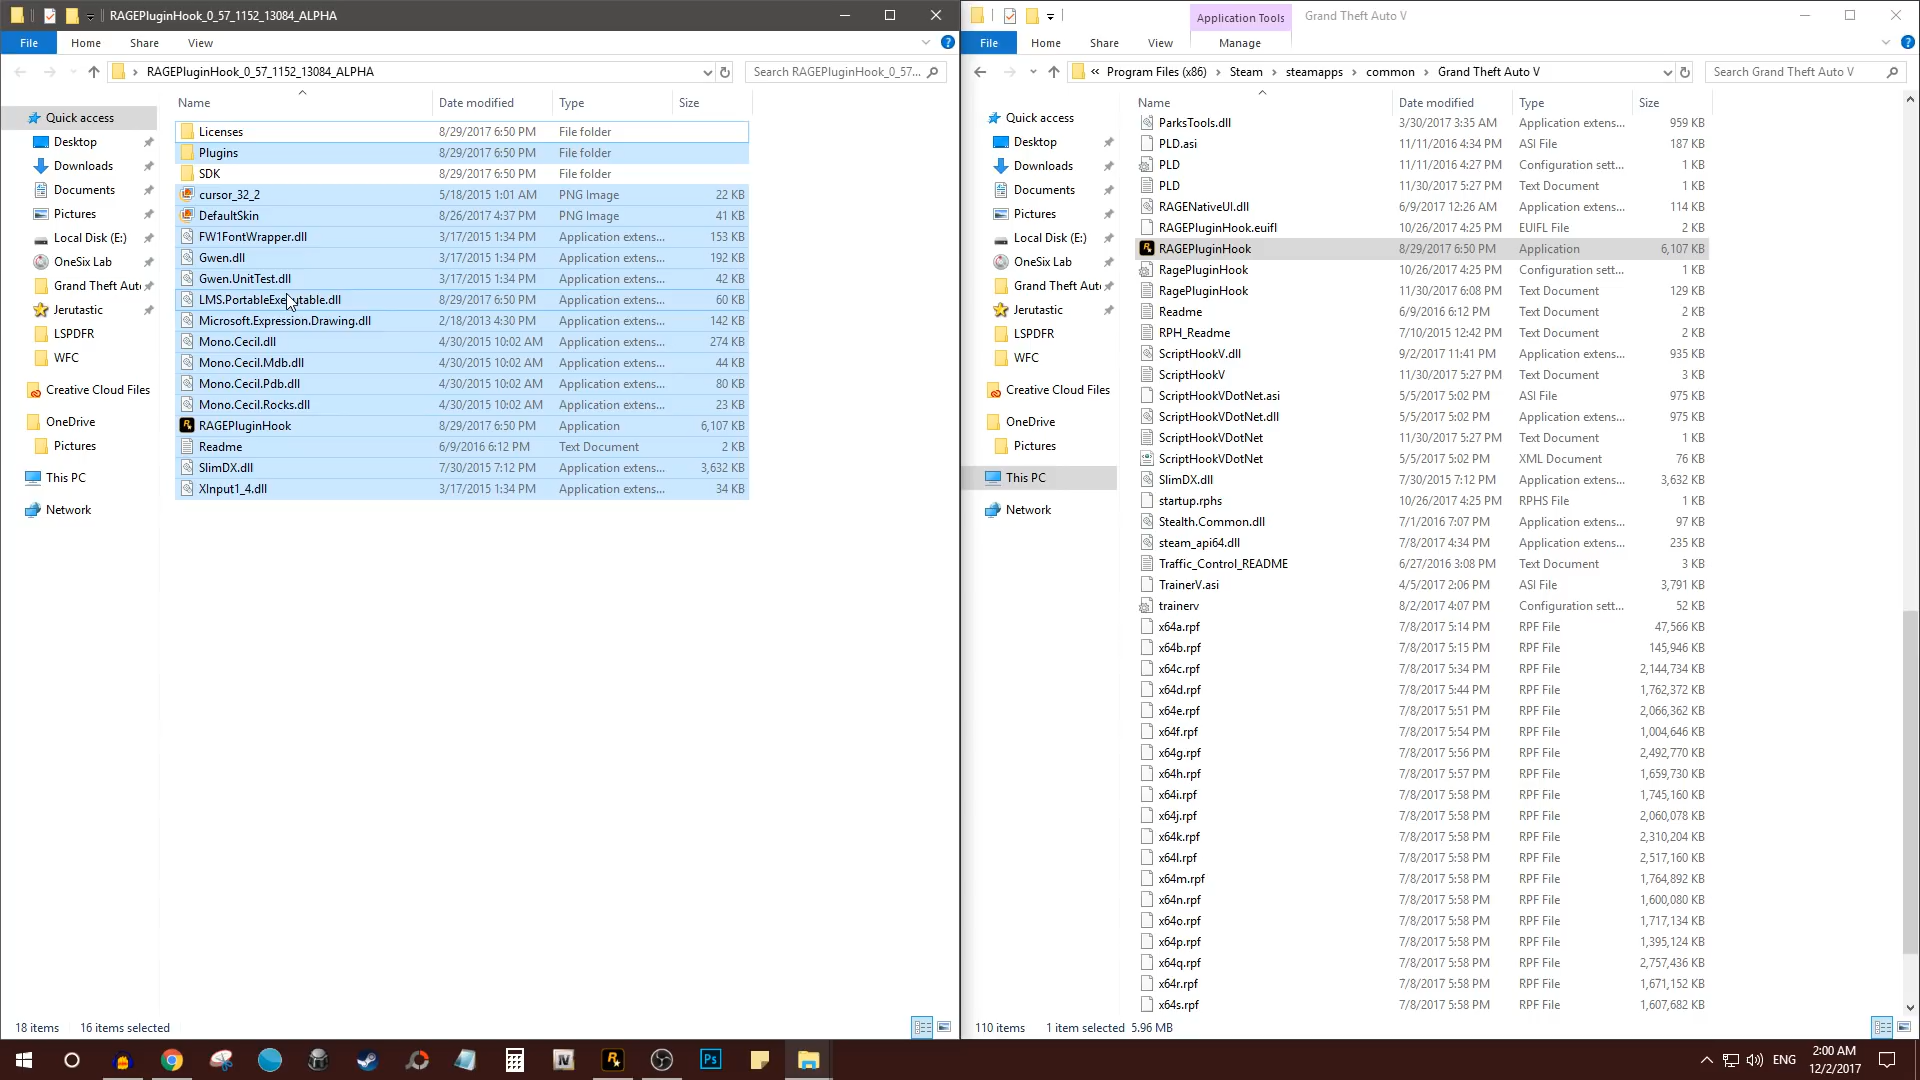 RAGEPluginHook_0_57_1152_13084_ALPHA
File Home Share View
RAGEPluginHook_0_57_1152_13084_ALPHA
Search RAGEPluginHook_0_57...
Name Date modified Type Size
Quick access
Desktop
Downloads
Documents
Pictures
Local Disk (E:)
OneSix Lab
Grand Theft Aut
Jerutastic
LSPDFR
WFC
Creative Cloud Files
OneDrive
Pictures
This PC
Network
Licenses 8/29/2017 6:50 PM File folder
Plugins 8/29/2017 6:50 PM File folder
SDK 8/29/2017 6:50 PM File folder
cursor_32_2 5/18/2015 1:01 AM PNG Image 22 KB
DefaultSkin 8/26/2017 4:37 PM PNG Image 41 KB
FW1FontWrapper.dll 3/17/2015 1:34 PM Application extens... 153 KB
Gwen.dll 3/17/2015 1:34 PM Application extens... 192 KB
Gwen.UnitTest.dll 3/17/2015 1:34 PM Application extens... 42 KB
LMS.PortableExecutable.dll 8/29/2017 6:50 PM Application extens... 60 KB
Microsoft.Expression.Drawing.dll 2/18/2013 4:30 PM Application extens... 142 KB
Mono.Cecil.dll 4/30/2015 10:02 AM Application extens... 274 KB
Mono.Cecil.Mdb.dll 4/30/2015 10:02 AM Application extens... 44 KB
Mono.Cecil.Pdb.dll 4/30/2015 10:02 AM Application extens... 80 KB
Mono.Cecil.Rocks.dll 4/30/2015 10:02 AM Application extens... 23 KB
RAGEPluginHook 8/29/2017 6:50 PM Application 6,107 KB
Readme 6/9/2016 6:12 PM Text Document 2 KB
SlimDX.dll 7/30/2015 7:12 PM Application extens... 3,632 KB
XInput1_4.dll 3/17/2015 1:34 PM Application extens... 34 KB
18 items 16 items selected
Application Tools Grand Theft Auto V
File Home Share View Manage
« Program Files (x86) Steam steamapps common Grand Theft Auto V
Search Grand Theft Auto V
Name Date modified Type Size
Quick access
Desktop
Downloads
Documents
Pictures
Local Disk (E:)
OneSix Lab
Grand Theft Aut
Jerutastic
LSPDFR
WFC
Creative Cloud Files
OneDrive
Pictures
This PC
Network
ParksTools.dll 3/30/2017 3:35 AM Application extens... 959 KB
PLD.asi 11/11/2016 4:34 PM ASI File 187 KB
PLD 11/11/2016 4:27 PM Configuration sett... 1 KB
PLD 11/30/2017 5:27 PM Text Document 1 KB
RAGENativeUI.dll 6/9/2017 12:26 AM Application extens... 114 KB
RAGEPluginHook.euifl 10/26/2017 4:25 PM EUIFL File 2 KB
RAGEPluginHook 8/29/2017 6:50 PM Application 6,107 KB
RagePluginHook 10/26/2017 4:25 PM Configuration sett... 1 KB
RagePluginHook 11/30/2017 6:08 PM Text Document 129 KB
Readme 6/9/2016 6:12 PM Text Document 2 KB
RPH_Readme 7/10/2015 12:42 PM Text Document 2 KB
ScriptHookV.dll 9/2/2017 11:41 PM Application extens... 935 KB
ScriptHookV 11/30/2017 5:27 PM Text Document 3 KB
ScriptHookVDotNet.asi 5/5/2017 5:02 PM ASI File 975 KB
ScriptHookVDotNet.dll 5/5/2017 5:02 PM Application extens... 975 KB
ScriptHookVDotNet 11/30/2017 5:27 PM Text Document 1 KB
ScriptHookVDotNet 5/5/2017 5:02 PM XML Document 76 KB
SlimDX.dll 7/30/2015 7:12 PM Application extens... 3,632 KB
startup.rphs 10/26/2017 4:25 PM RPHS File 1 KB
Stealth.Common.dll 7/1/2016 7:07 PM Application extens... 97 KB
steam_api64.dll 7/8/2017 4:34 PM Application extens... 235 KB
Traffic_Control_README 6/27/2016 3:08 PM Text Document 3 KB
TrainerV.asi 4/5/2017 2:06 PM ASI File 3,791 KB
trainerv 8/2/2017 4:07 PM Configuration sett... 52 KB
x64a.rpf 7/8/2017 5:14 PM RPF File 47,566 KB
x64b.rpf 7/8/2017 5:15 PM RPF File 145,946 KB
x64c.rpf 7/8/2017 5:34 PM RPF File 2,144,734 KB
x64d.rpf 7/8/2017 5:44 PM RPF File 1,762,372 KB
x64e.rpf 7/8/2017 5:51 PM RPF File 2,066,362 KB
x64f.rpf 7/8/2017 5:54 PM RPF File 1,004,646 KB
x64g.rpf 7/8/2017 5:56 PM RPF File 2,492,770 KB
x64h.rpf 7/8/2017 5:57 PM RPF File 1,659,730 KB
x64i.rpf 7/8/2017 5:58 PM RPF File 1,745,160 KB
x64j.rpf 7/8/2017 5:58 PM RPF File 2,060,078 KB
x64k.rpf 7/8/2017 5:58 PM RPF File 2,310,204 KB
x64l.rpf 7/8/2017 5:58 PM RPF File 2,517,160 KB
x64m.rpf 7/8/2017 5:58 PM RPF File 1,764,892 KB
x64n.rpf 7/8/2017 5:58 PM RPF File 1,600,080 KB
x64o.rpf 7/8/2017 5:58 PM RPF File 1,717,134 KB
x64p.rpf 7/8/2017 5:58 PM RPF File 1,395,124 KB
x64q.rpf 7/8/2017 5:58 PM RPF File 2,757,436 KB
x64r.rpf 7/8/2017 5:58 PM RPF File 1,671,152 KB
x64s.rpf 7/8/2017 5:58 PM RPF File 1,607,682 KB
110 items 1 item selected 5.96 MB
IV
Ps
ENG
2:00 AM
12/2/2017